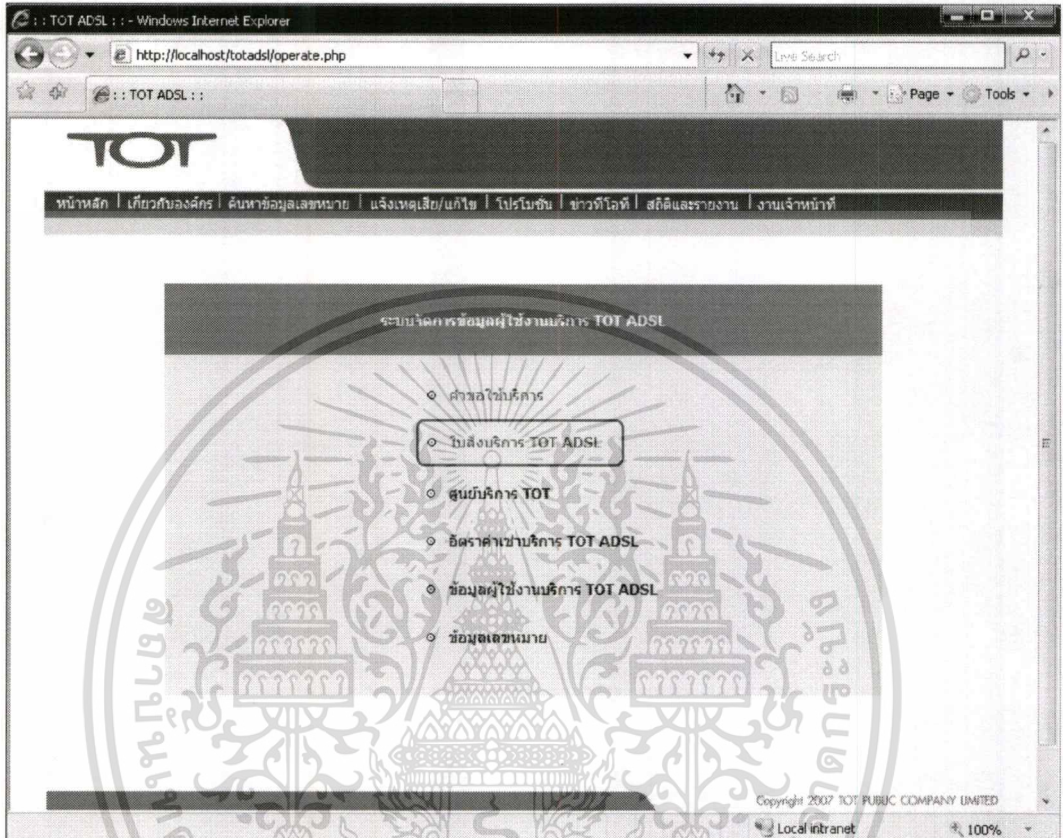 : : TOT ADSL : : - Windows Internet Explorer
http://localhost/totadsl/operate.php
Live Search
: : TOT ADSL : :
Page Tools
TOT
หน้าหลัก | เกี่ยวกับองค์กร | ค้นหาข้อมูลเลขหมาย | แจ้งเหตุเสีย/แก้ไข | โปรโมชั่น | ข่าวทีโอที | สถิติและรายงาน | งานเจ้าหน้าที่
ระบบจัดการข้อมูลผู้ใช้งานบริการ TOT ADSL
คำขอใช้บริการ
ใบสั่งบริการ TOT ADSL
ศูนย์บริการ TOT
อัตราค่าเช่าบริการ TOT ADSL
ข้อมูลผู้ใช้งานบริการ TOT ADSL
ข้อมูลเลขหมาย
Copyright 2007 TOT PUBLIC COMPANY LIMITED
Local intranet
100%